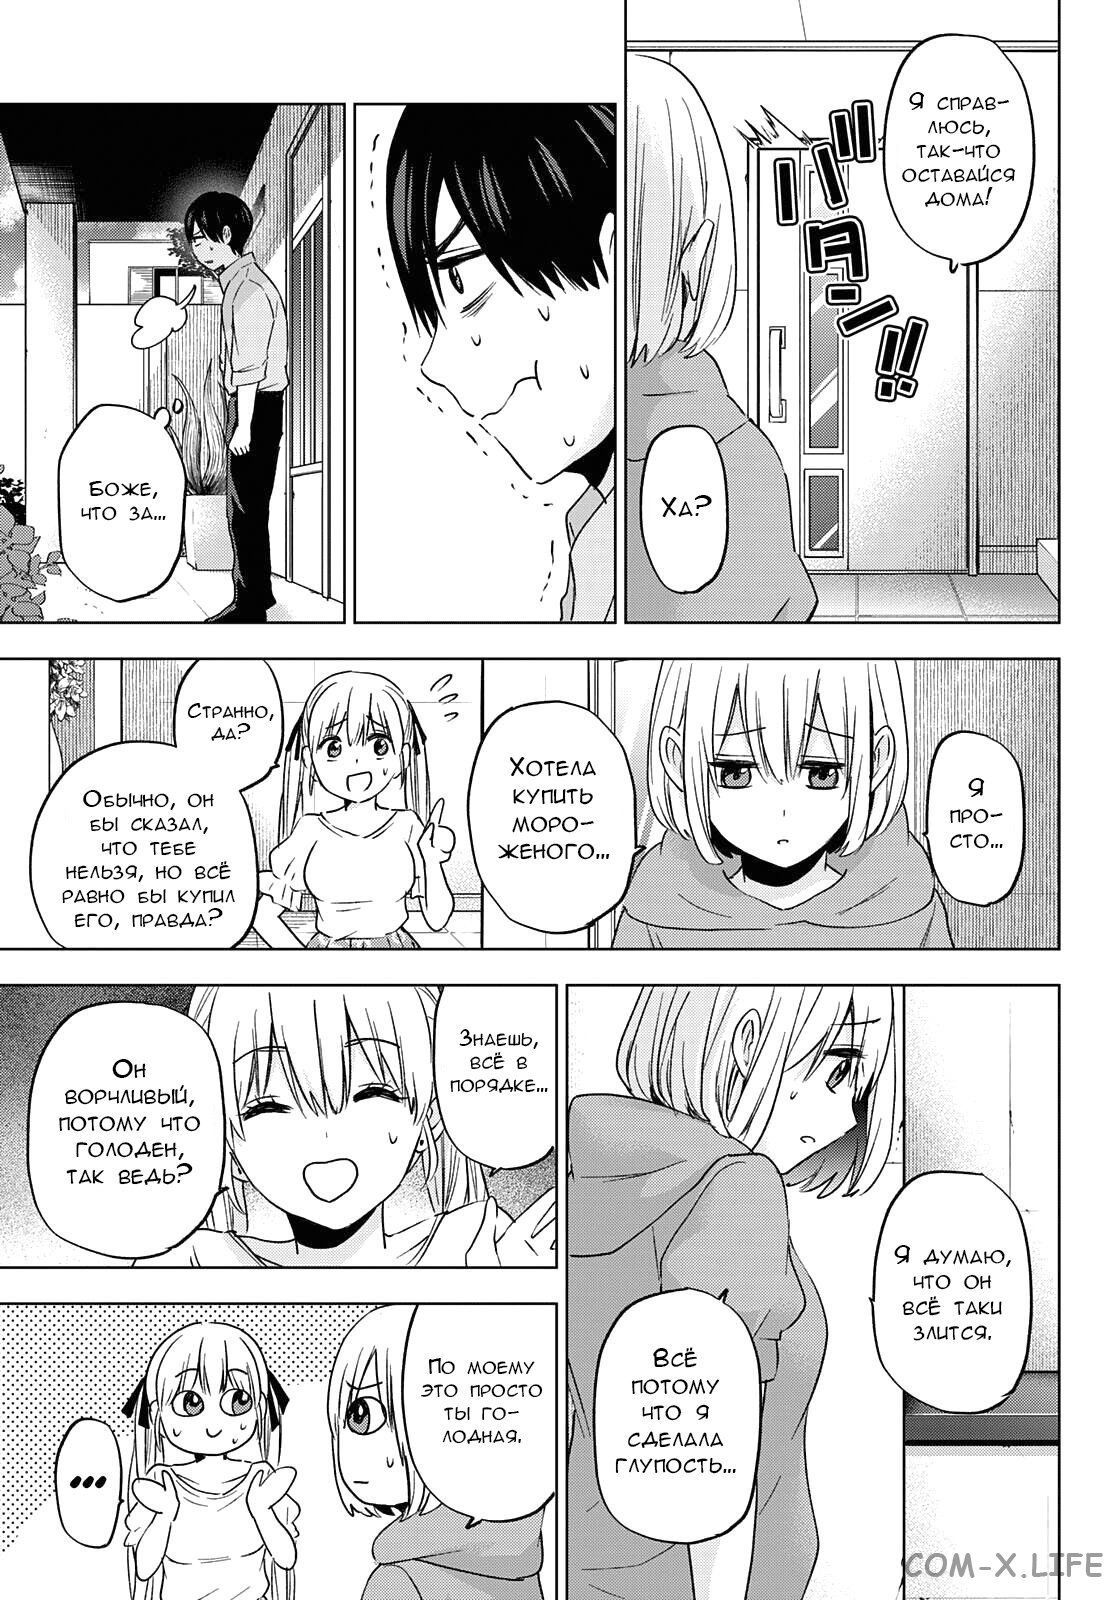 Я СПРАВ-
ЛЮСЬ,
ТАК-ЧТО
ОСТАВАЙСЯ
ДОМА!
バタン!!
ХА?
БОЖЕ,
ЧТО ЗА...
Я
ПРО-
СТО...
ХОТЕЛА
КУПИТЬ
МОРО-
ЖЕНОГО...
СТРАННО,
ДА?
ОБЫЧНО, ОН
БЫ СКАЗАЛ,
ЧТО ТЕБЕ
НЕЛЬЗЯ, НО ВСЁ
РАВНО БЫ КУПИЛ
ЕГО, ПРАВДА?
Я ДУМАЮ,
ЧТО ОН
ВСЁ ТАКИ
ЗЛИТСЯ.
ВСЁ
ПОТОМУ
ЧТО Я
СДЕЛАЛА
ГЛУПОСТЬ...
ЗНАЕШЬ,
ВСЁ В
ПОРЯДКЕ...
ОН
ВОРЧЛИВЫЙ,
ПОТОМУ ЧТО
ГОЛОДЕН,
ТАК ВЕДЬ?
ПО МОЕМУ
ЭТО ПРОСТО
ТЫ ГО-
ЛОДНАЯ.
...
COM-X.LIFE